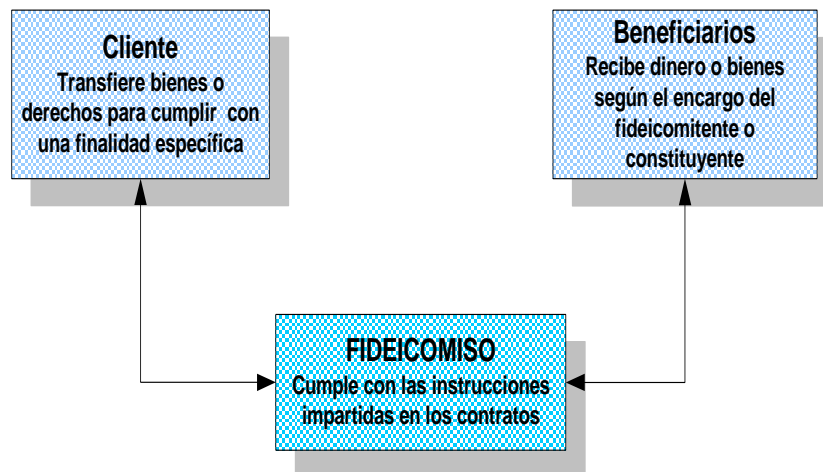 Cliente
Transfiere bienes o
derechos para cumplir con
una finalidad específica
Beneficiarios
Recibe dinero o bienes
según el encargo del
fideicomitente o
constituyente
FIDEICOMISO
Cumple con las instrucciones
impartidas en los contratos